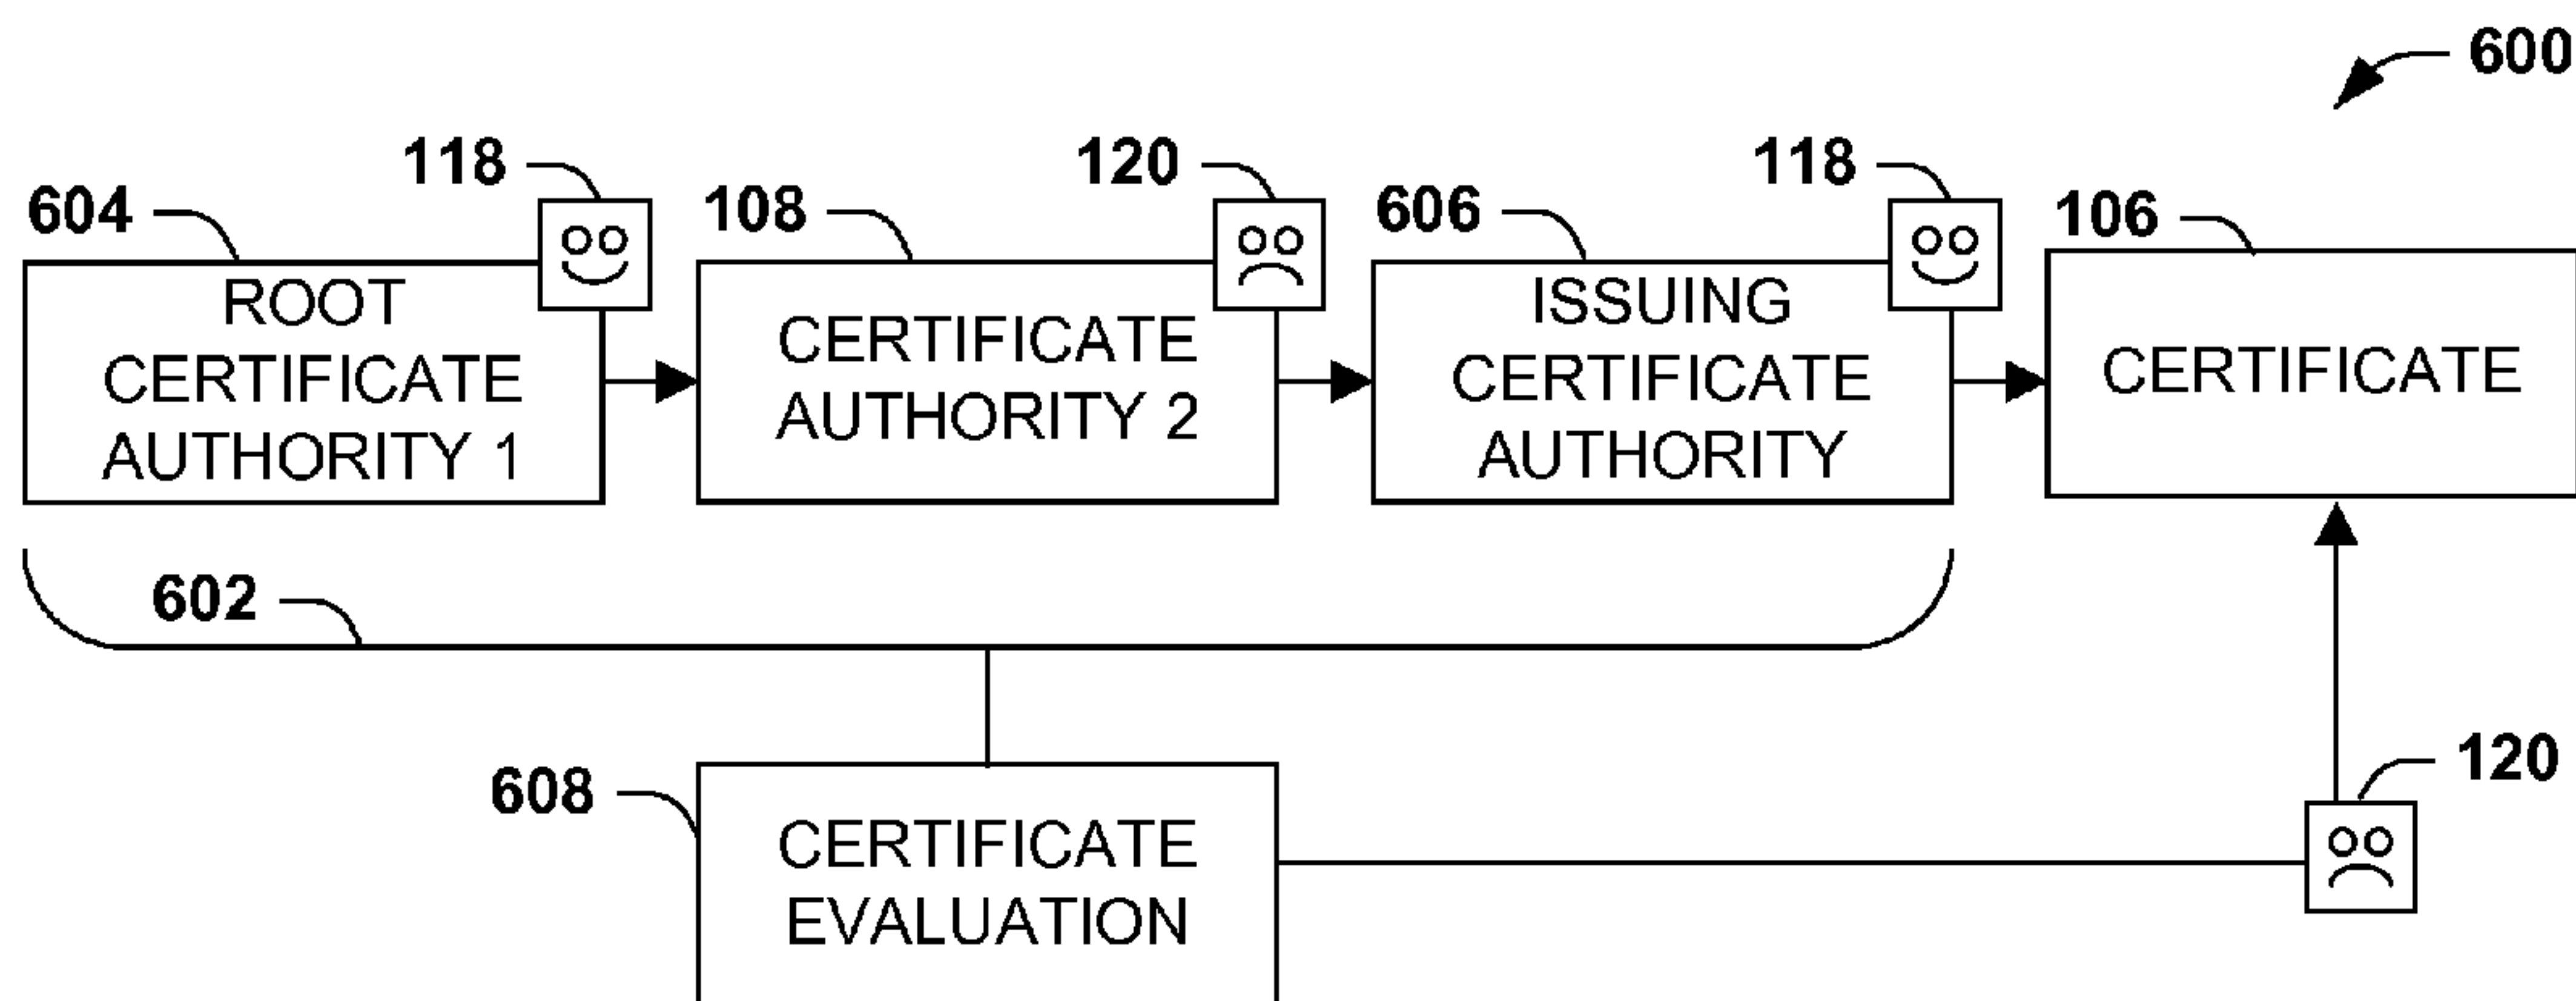 600
118
120
118
604
108
606
106
ROOT
CERTIFICATE
AUTHORITY 1
CERTIFICATE
AUTHORITY 2
ISSUING
CERTIFICATE
AUTHORITY
CERTIFICATE
602
608
120
CERTIFICATE
EVALUATION